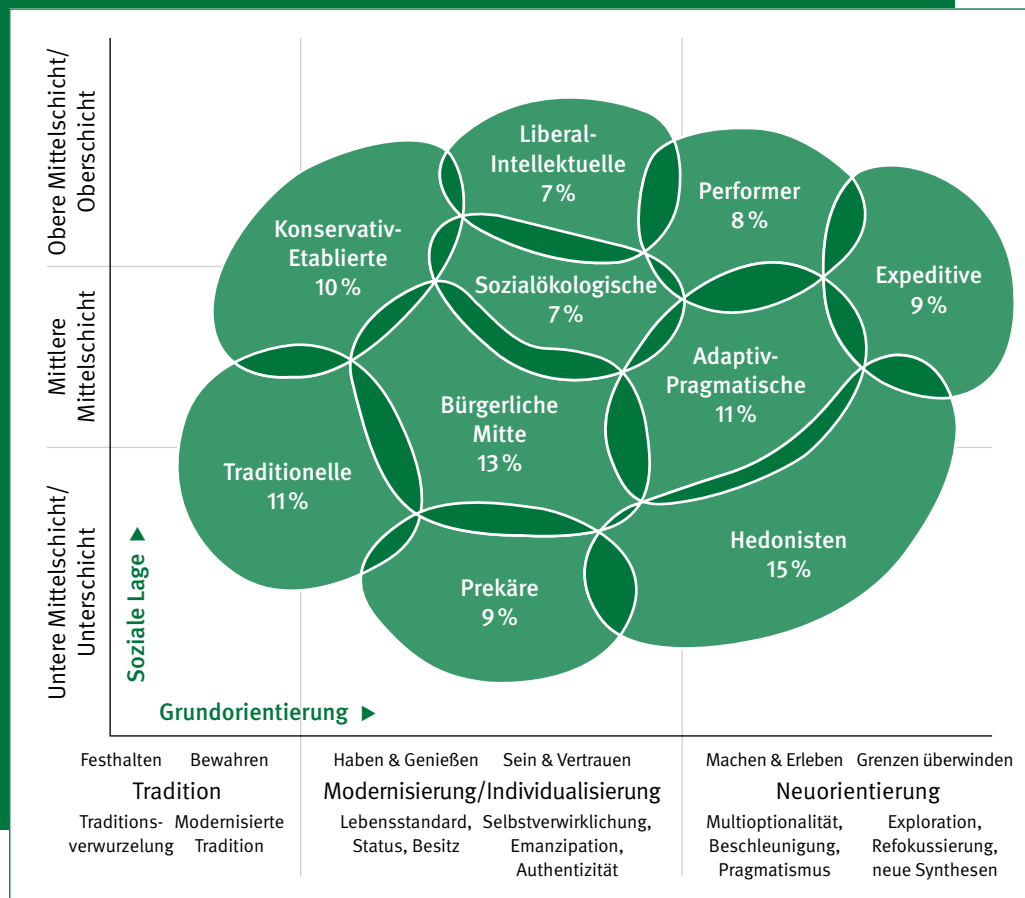 Obere Mittelschicht/
Oberschicht
Mittlere
Mittelschicht
Untere Mittelschicht/
Unterschicht
Soziale Lage ►
Grundorientierung ►
Liberal-
Intellektuelle
7 %
Performer
8 %
Konservativ-
Etablierte
10 %
Sozialökologische
7 %
Expeditive
9 %
Adaptiv-
Pragmatische
11 %
Bürgerliche
Mitte
13 %
Traditionelle
11 %
Hedonisten
15 %
Prekäre
9 %
Festhalten
Bewahren
Tradition
Traditions-
verwurzelung
Modernisierte
Tradition
Haben & Genießen
Sein & Vertrauen
Modernisierung/Individualisierung
Lebensstandard,
Status, Besitz
Selbstverwirklichung,
Emanzipation,
Authentizität
Machen & Erleben
Grenzen überwinden
Neuorientierung
Multioptionalität,
Beschleunigung,
Pragmatismus
Exploration,
Refokussierung,
neue Synthesen